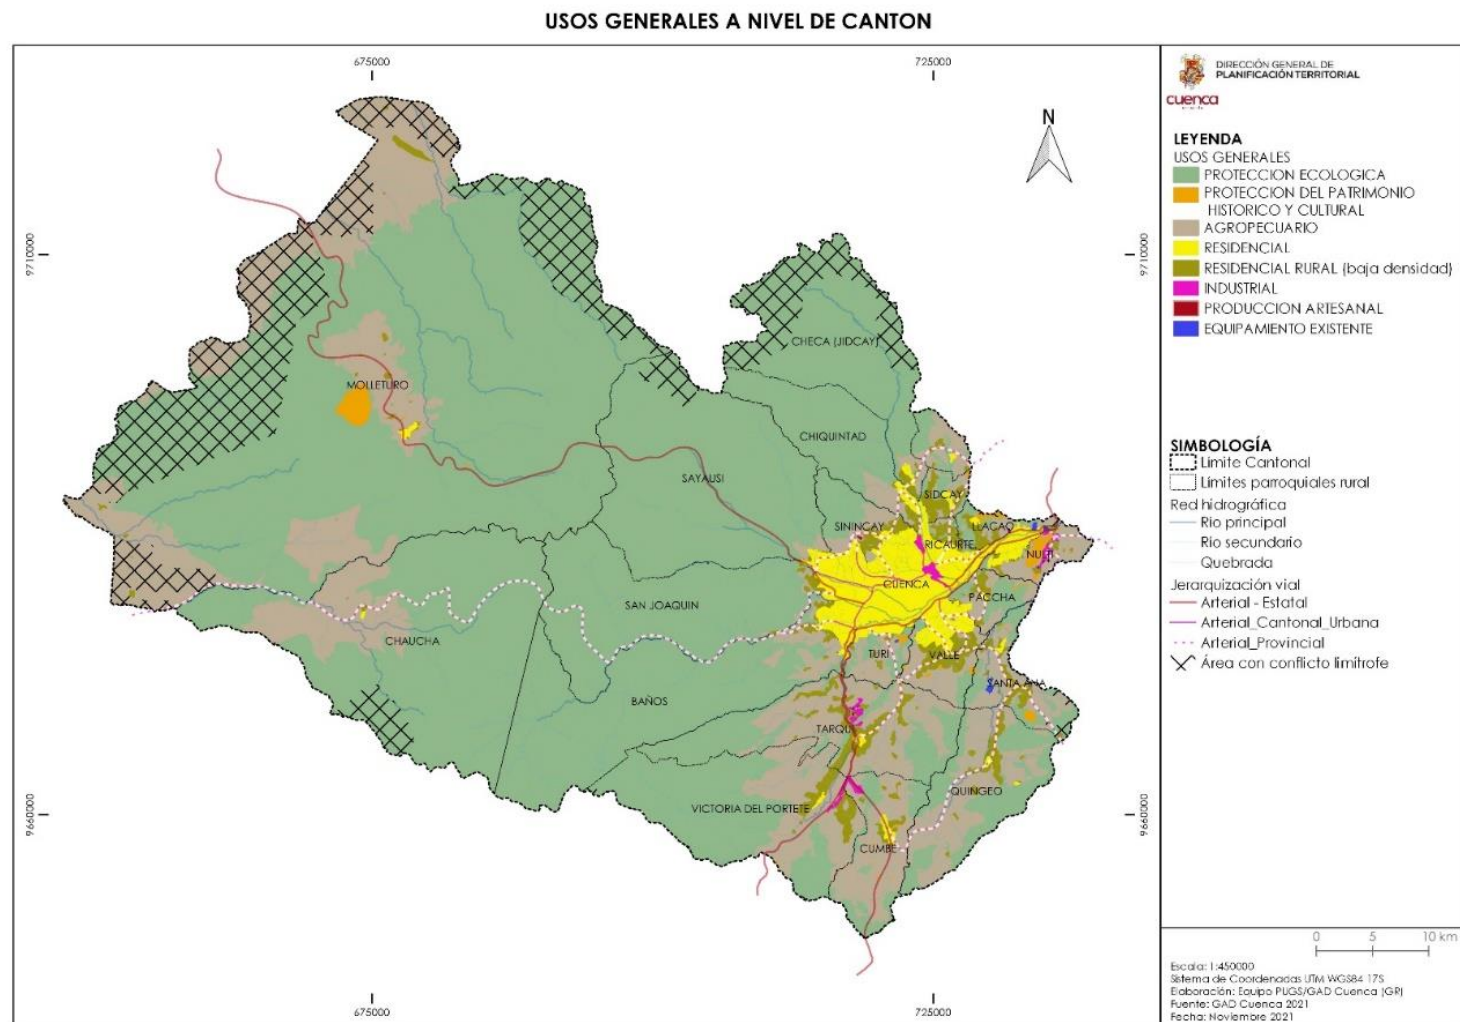 USOS GENERALES A NIVEL DE CANTON
675000
725000
9710000
9710000
9660000
9660000
675000
725000
N
CHECA (JIDCAY)
MOLLETURO
CHIQUINTAD
SAYAUSI
SIDCAY
SININCAY
LLACAO
RICAURTE
NULTI
CUENCA
PACCHA
SAN JOAQUIN
CHAUCHA
TURI
VALLE
SANTA ANA
BAÑOS
TARQUI
QUINGEO
VICTORIA DEL PORTETE
CUMBE
DIRECCIÓN GENERAL DE
PLANIFICACIÓN TERRITORIAL
cuenca
LEYENDA
USOS GENERALES
PROTECCION ECOLOGICA
PROTECCION DEL PATRIMONIO
HISTORICO Y CULTURAL
AGROPECUARIO
RESIDENCIAL
RESIDENCIAL RURAL (baja densidad)
INDUSTRIAL
PRODUCCION ARTESANAL
EQUIPAMIENTO EXISTENTE
SIMBOLOGÍA
Limite Cantonal
Limites parroquiales rural
Red hidrográfica
Rio principal
Rio secundario
Quebrada
Jerarquización vial
Arterial - Estatal
Arterial_Cantonal_Urbana
Arterial_Provincial
Área con conflicto limítrofe
0 5 10 km
Escala: 1:450000
Sistema de Coordenadas UTM WGS84 17S
Elaboración: Equipo PUGS/GAD Cuenca (GR)
Fuente: GAD Cuenca 2021
Fecha: Noviembre 2021